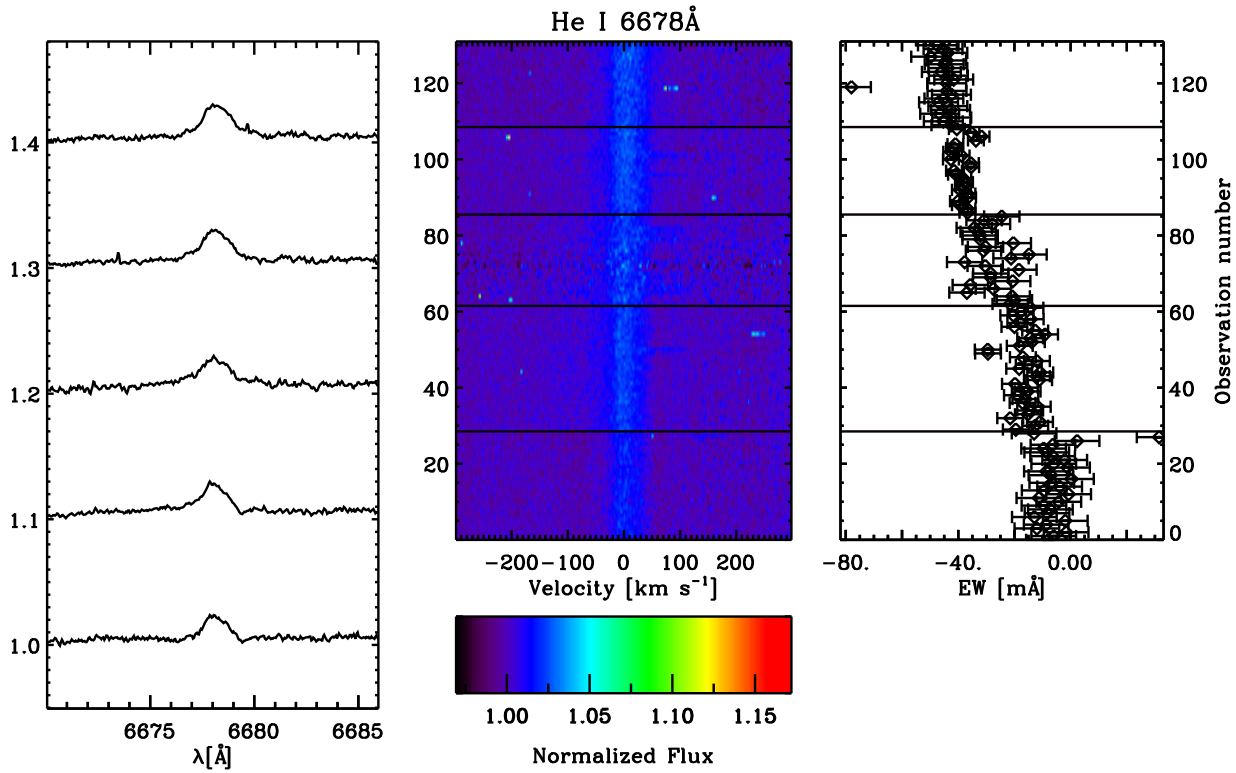 He I 6678Å
1.4
1.3
1.2
1.1
1.0
6675 6680 6685
λ[Å]
120
100
80
60
40
20
-200 -100 0 100 200
Velocity [km s⁻¹]
1.00 1.05 1.10 1.15
Normalized Flux
120
100
80
60
40
20
0
Observation number
-80. -40. 0.00
EW [mÅ]